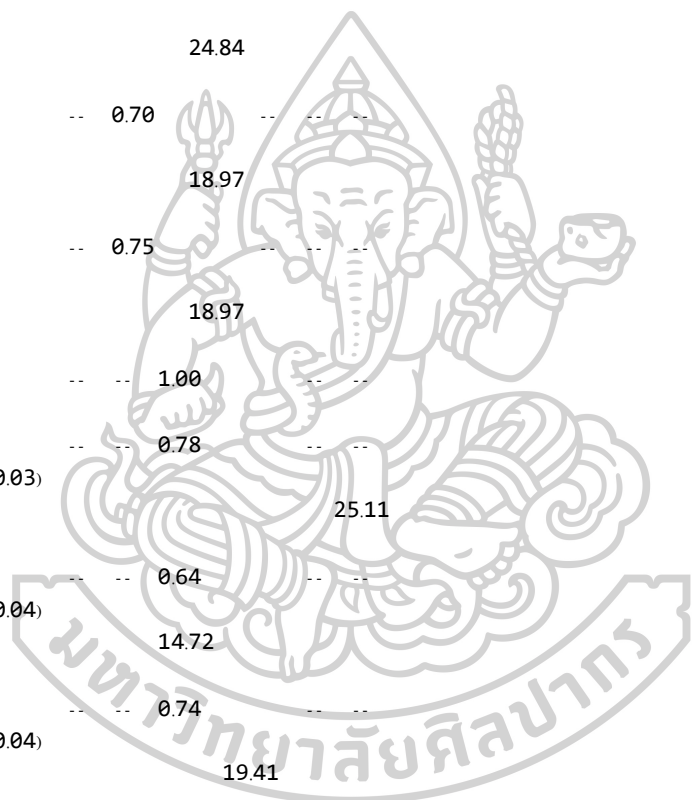 24.84
-- 0.70 -- -- --
18.97
-- 0.75 -- -- --
18.97
-- -- 1.00 -- --
-- -- 0.78 -- --
0.03)
25.11
-- -- 0.64 -- --
0.04)
14.72
-- -- 0.74 -- --
0.04)
19.41
มหาวิทยาลัยศิลปากร